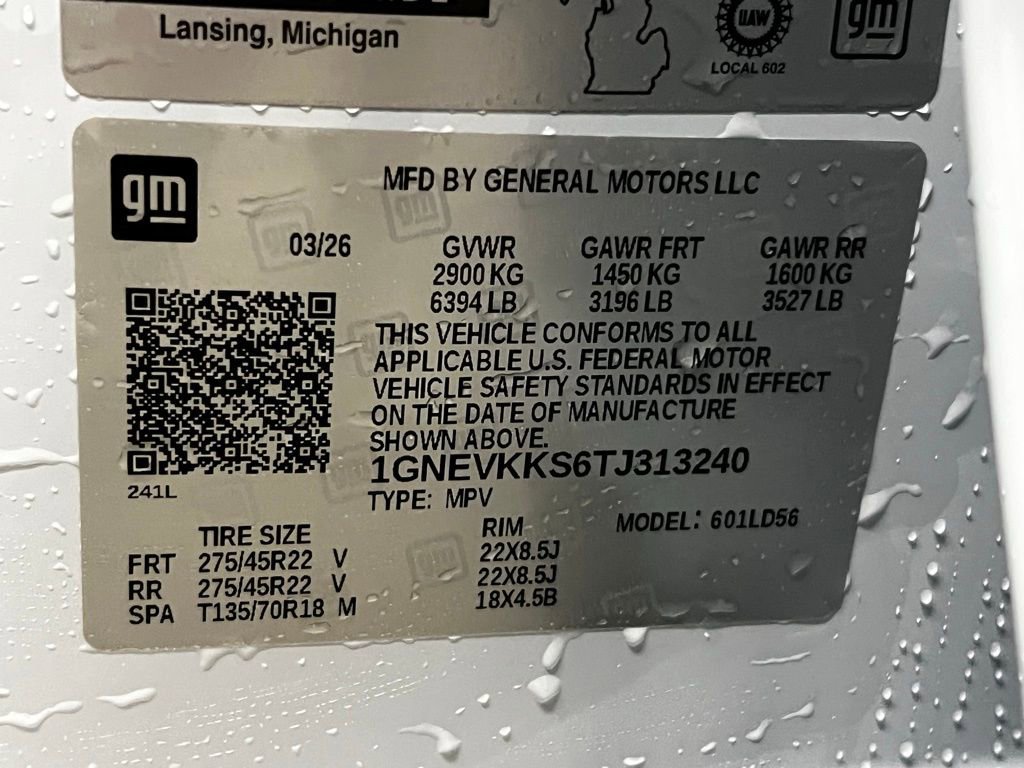 Lansing, Michigan
UAW
LOCAL 602
gm
gm
MFD BY GENERAL MOTORS LLC
03/26 GVWR GAWR FRT GAWR RR
2900 KG 1450 KG 1600 KG
6394 LB 3196 LB 3527 LB
THIS VEHICLE CONFORMS TO ALL
APPLICABLE U.S. FEDERAL MOTOR
VEHICLE SAFETY STANDARDS IN EFFECT
ON THE DATE OF MANUFACTURE
SHOWN ABOVE.
1GNEVKKS6TJ313240
241L
TYPE: MPV
TIRE SIZE RIM MODEL: 601LD56
FRT 275/45R22 V 22X8.5J
RR 275/45R22 V 22X8.5J
SPA T135/70R18 M 18X4.5B